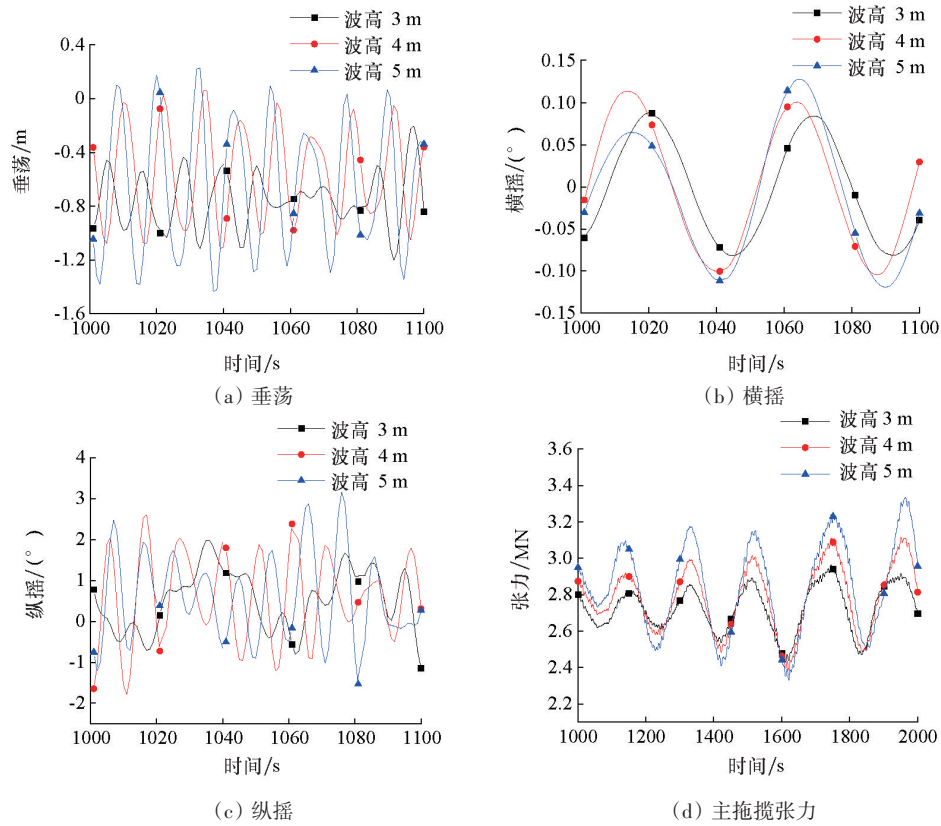 波高 3 m
波高 4 m
波高 5 m
0.4
0
-0.4
-0.8
-1.2
-1.6
垂荡/m
1000 1020 1040 1060 1080 1100
时间/s
(a) 垂荡
波高 3 m
波高 4 m
波高 5 m
0.15
0.10
0.05
0
-0.05
-0.10
-0.15
横摇/(°)
1000 1020 1040 1060 1080 1100
时间/s
(b) 横摇
波高 3 m
波高 4 m
波高 5 m
4
3
2
1
0
-1
-2
纵摇/(°)
1000 1020 1040 1060 1080 1100
时间/s
(c) 纵摇
波高 3 m
波高 4 m
波高 5 m
3.6
3.4
3.2
3.0
2.8
2.6
2.4
2.2
张力/MN
1000 1200 1400 1600 1800 2000
时间/s
(d) 主拖揽张力